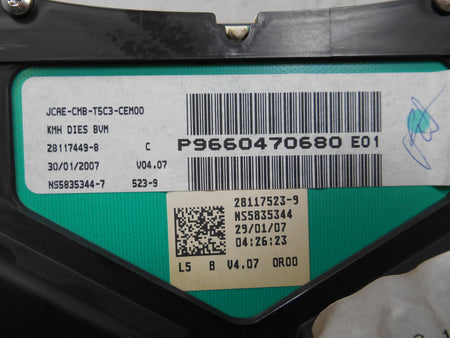 JCAE-CMB-T5C3-CEM00
KMH DIES BVM
28117449-8 C
30/01/2007 V04.07
NS5835344-7 523-9
P9660470680 E01
28117523-9
NS5835344
29/01/07
04:26:23
L5 B V4.07 0R00